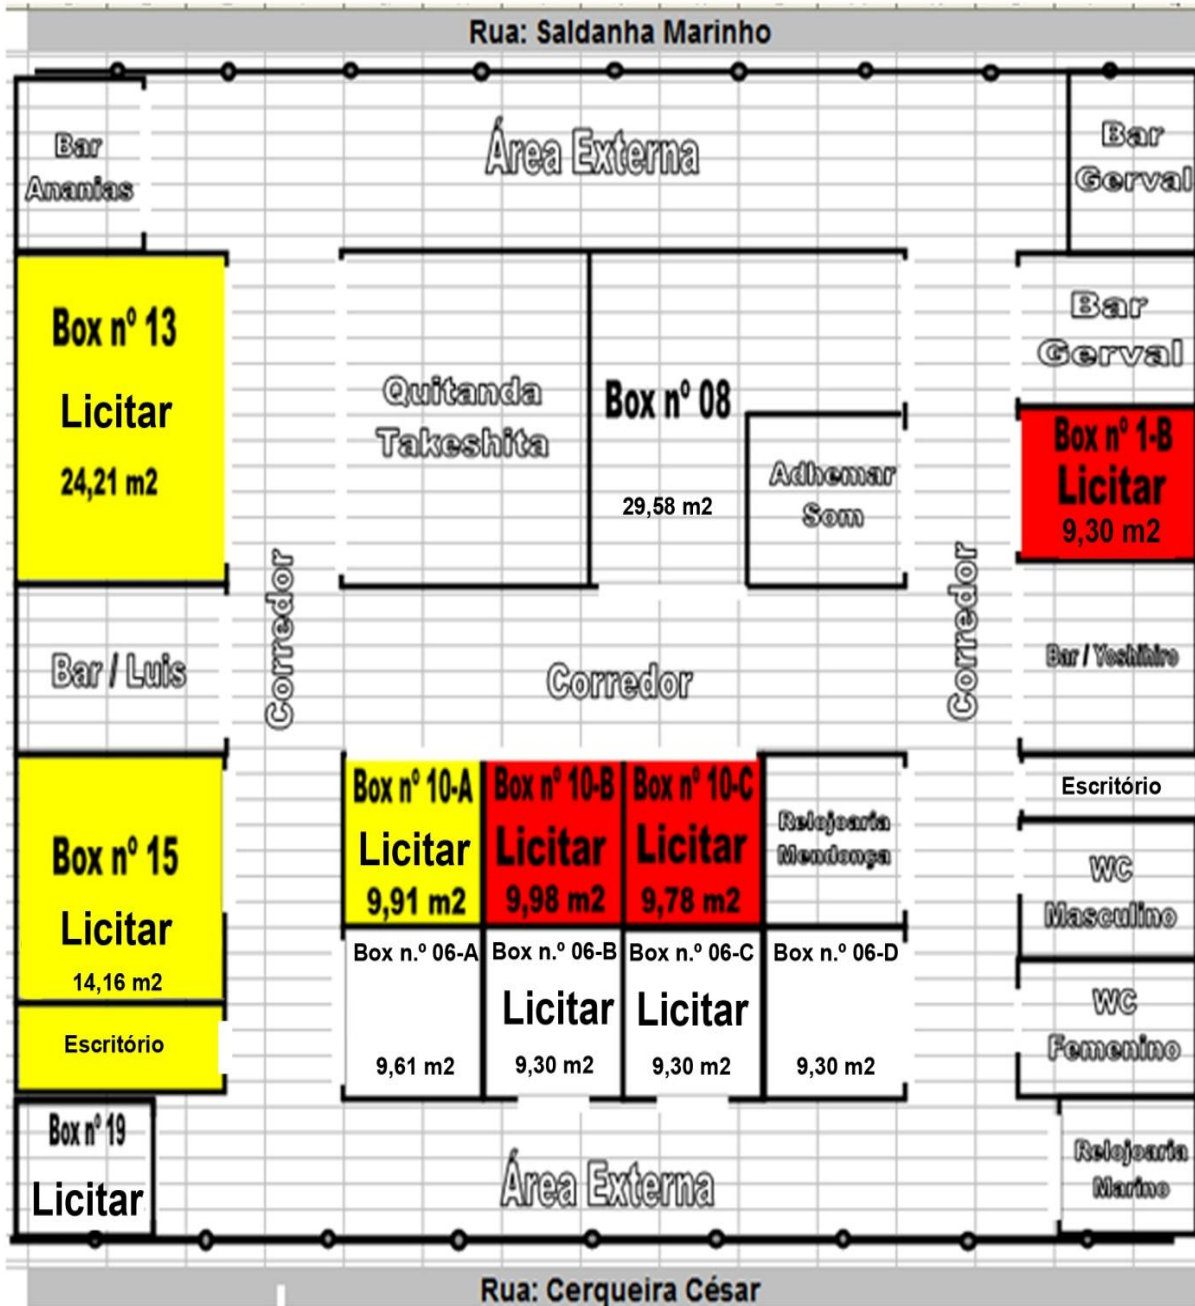 Rua: Saldanha Marinho
Bar
Ananias
Área Externa
Bar
Gerval
Box nº 13
Licitar
24,21 m2
Quitanda
Takeshita
Box nº 08
29,58 m2
Adhemar
Som
Bar
Gerval
Box nº 1-B
Licitar
9,30 m2
Corredor
Corredor
Bar / Luis
Corredor
Bar / Yoshihiro
Box nº 15
Licitar
14,16 m2
Escritório
Box nº 10-A
Licitar
9,91 m2
Box nº 10-B
Licitar
9,98 m2
Box nº 10-C
Licitar
9,78 m2
Relojoaria
Mendonça
Escritório
WC
Masculino
Box n.º 06-A
9,61 m2
Box n.º 06-B
Licitar
9,30 m2
Box n.º 06-C
Licitar
9,30 m2
Box n.º 06-D
9,30 m2
WC
Femenino
Box nº 19
Licitar
Área Externa
Relojoaria
Marino
Rua: Cerqueira César